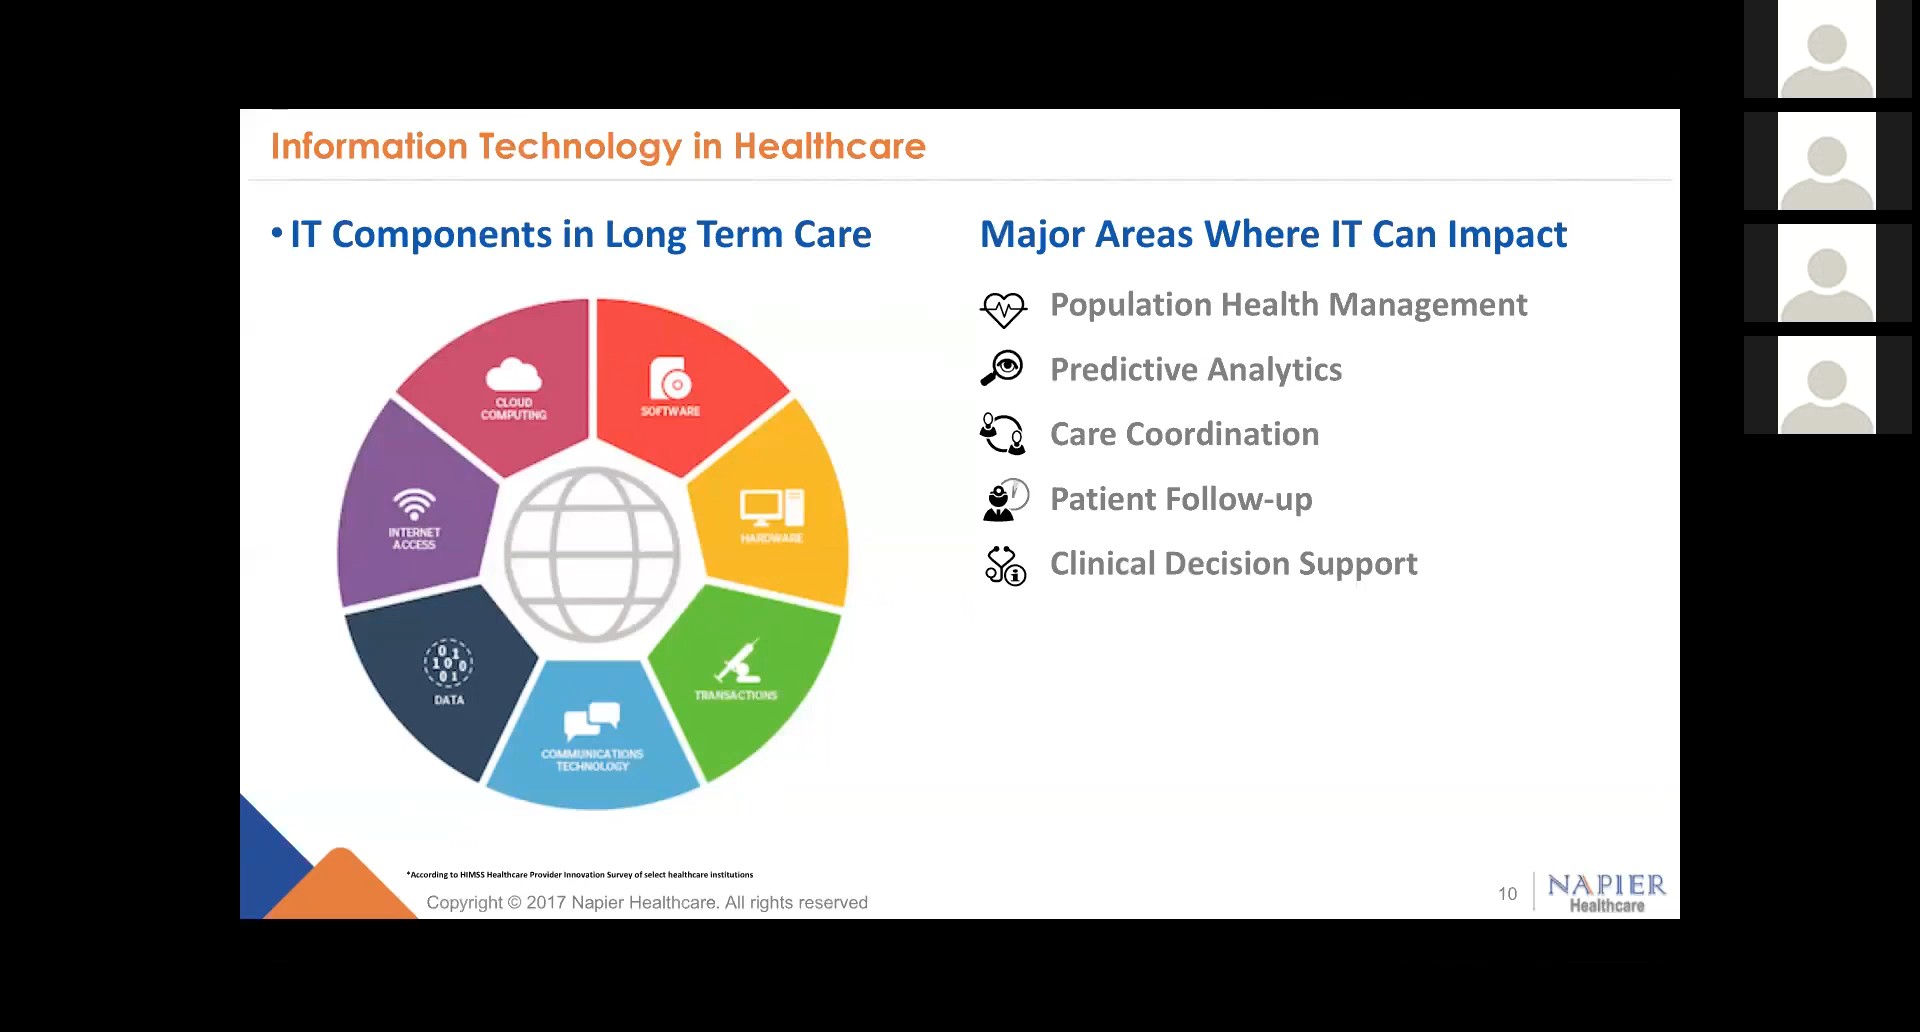 Information Technology in Healthcare
• IT Components in Long Term Care
CLOUD
COMPUTING
SOFTWARE
INTERNET
ACCESS
HARDWARE
01
100
01
DATA
TRANSACTIONS
COMMUNICATIONS
TECHNOLOGY
Major Areas Where IT Can Impact
Population Health Management
Predictive Analytics
Care Coordination
Patient Follow-up
i
Clinical Decision Support
*According to HIMSS Healthcare Provider Innovation Survey of select healthcare institutions
Copyright © 2017 Napier Healthcare. All rights reserved
10
NAPIER
Healthcare